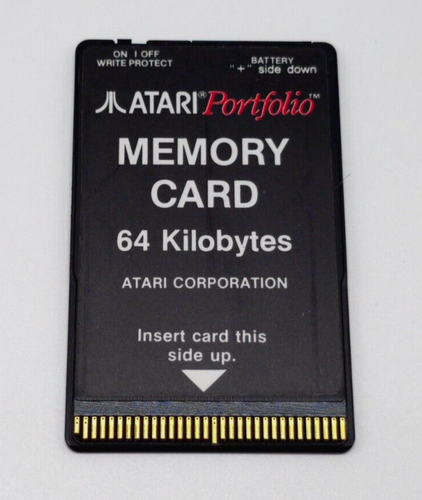 ON | OFF
WRITE PROTECT
BATTERY
"+" side down
ATARI® Portfolio™
MEMORY
CARD
64 Kilobytes
ATARI CORPORATION
Insert card this
side up.